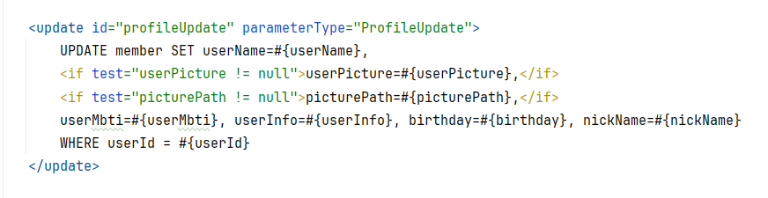 <update id="profileUpdate" parameterType="ProfileUpdate">
UPDATE member SET userName=#{userName},
<if test="userPicture != null">userPicture=#{userPicture},</if>
<if test="picturePath != null">picturePath=#{picturePath},</if>
userMbti=#{userMbti}, userInfo=#{userInfo}, birthday=#{birthday}, nickName=#{nickName}
WHERE userId = #{userId}
</update>